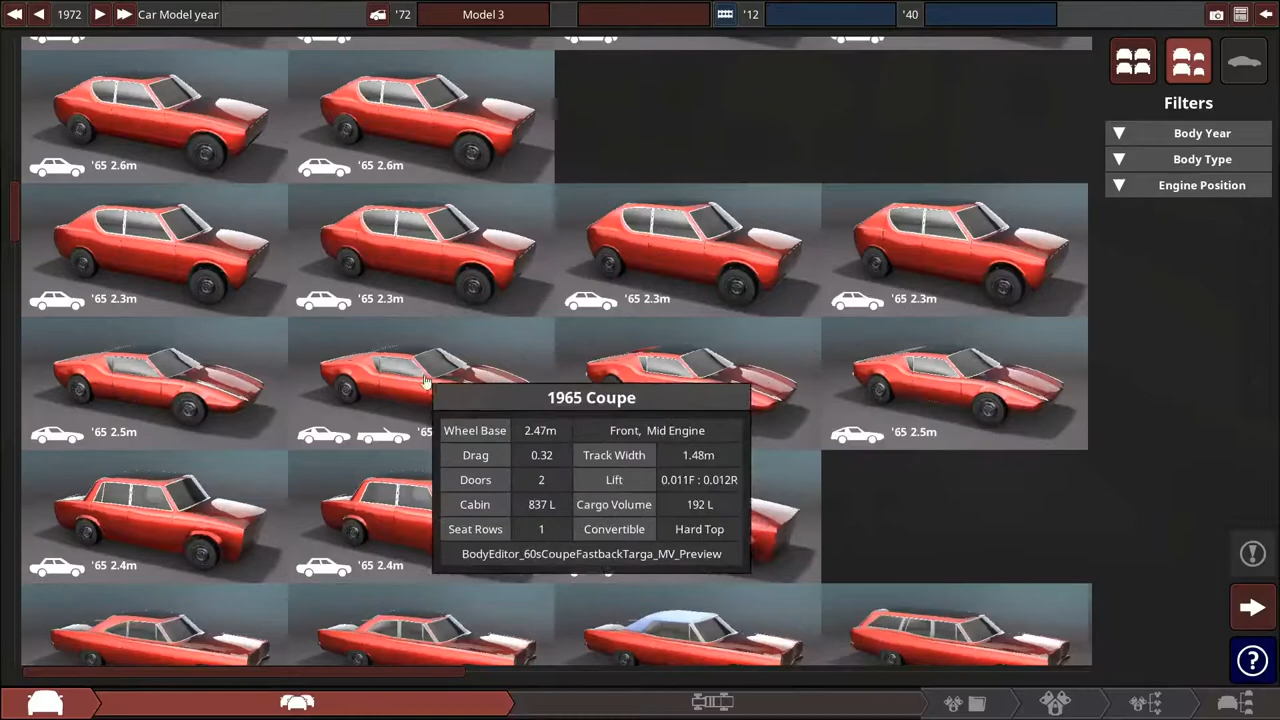 1972 Car Model year '72 Model 3 '12 '40
Filters
Body Year
Body Type
Engine Position
'65 2.6m '65 2.6m
'65 2.3m '65 2.3m '65 2.3m '65 2.3m
'65 2.5m '65 '65 2.5m
1965 Coupe
Wheel Base 2.47m Front, Mid Engine
Drag 0.32 Track Width 1.48m
Doors 2 Lift 0.011F : 0.012R
Cabin 837 L Cargo Volume 192 L
Seat Rows 1 Convertible Hard Top
BodyEditor_60sCoupeFastbackTarga_MV_Preview
'65 2.4m '65 2.4m
?